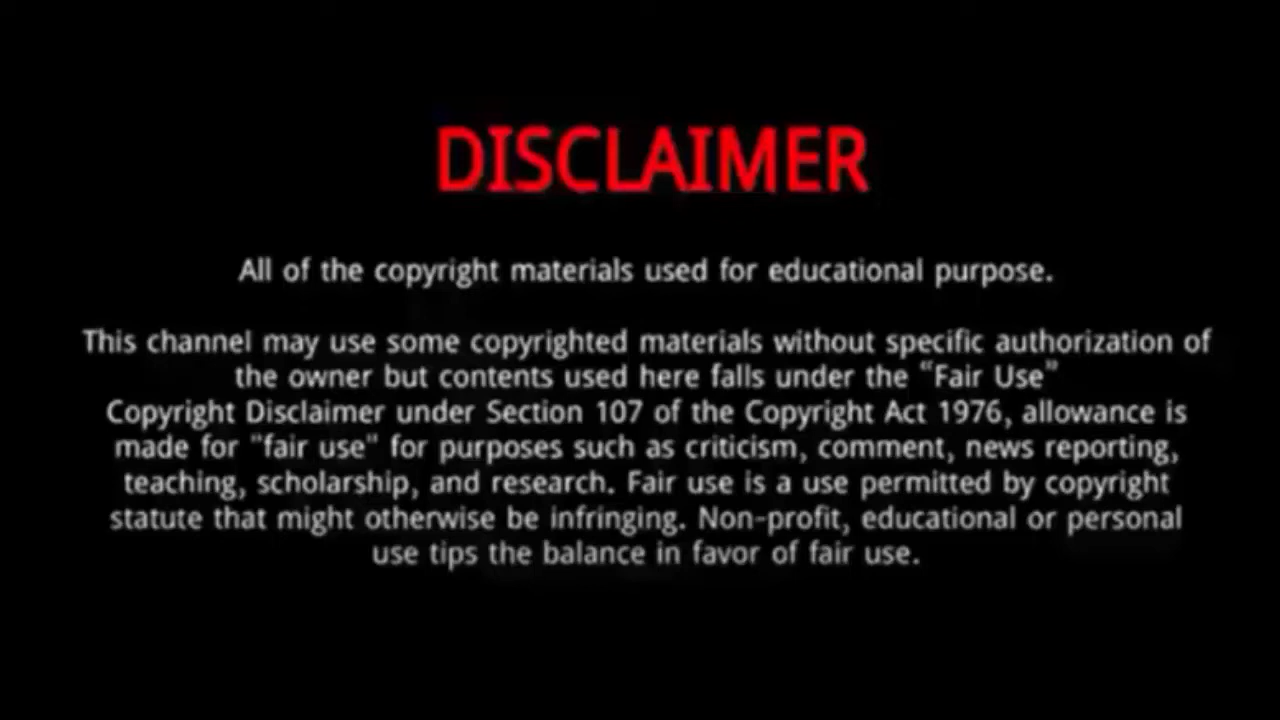 DISCLAIMER
All of the copyright materials used for educational purpose.
This channel may use some copyrighted materials without specific authorization of
the owner but contents used here falls under the “Fair Use”
Copyright Disclaimer under Section 107 of the Copyright Act 1976, allowance is
made for "fair use" for purposes such as criticism, comment, news reporting,
teaching, scholarship, and research. Fair use is a use permitted by copyright
statute that might otherwise be infringing. Non-profit, educational or personal
use tips the balance in favor of fair use.